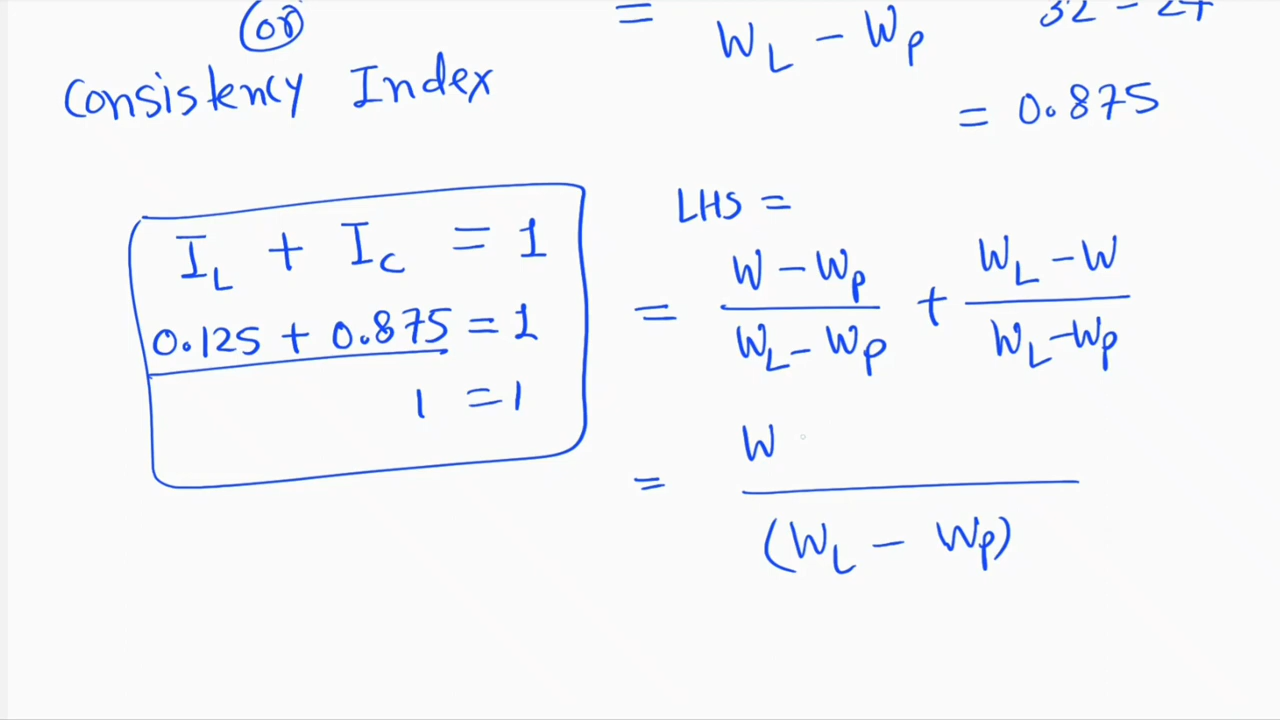 (or)
=
W_L - W_p
32 - 24
Consistency Index
= 0.875
I_L + I_C = 1
0.125 + 0.875 = 1
1 = 1
LHS =
= W - W_p / W_L - W_p + W_L - W / W_L - W_p
= W / (W_L - W_p)